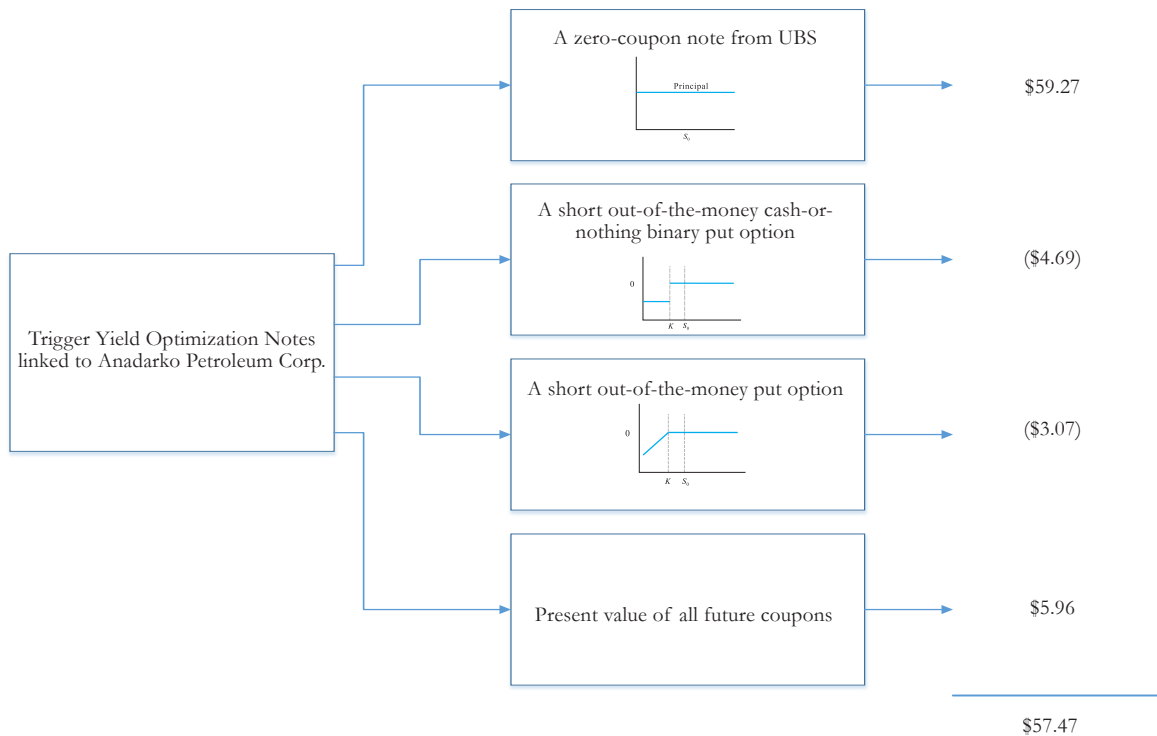 A zero-coupon note from UBS
Principal
S₀
$59.27
A short out-of-the-money cash-or-
nothing binary put option
0
K S₀
($4.69)
Trigger Yield Optimization Notes
linked to Anadarko Petroleum Corp.
A short out-of-the-money put option
0
K S₀
($3.07)
Present value of all future coupons
$5.96
$57.47